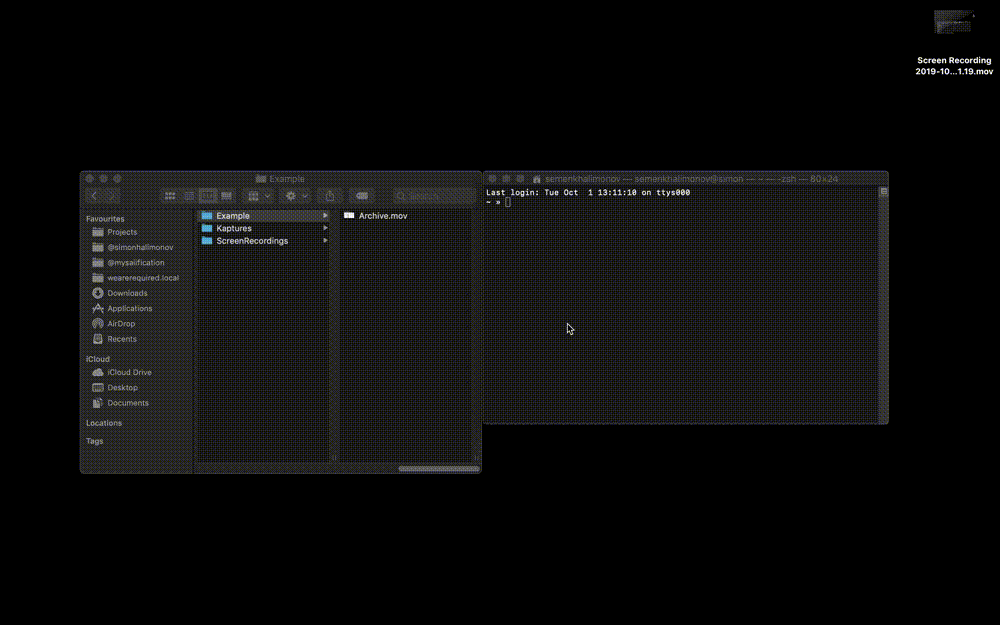 Screen Recording
2019-10...1.19.mov
Example
Favourites
Projects
@simonhalimonov
@mysalification
wearerequired.local
Downloads
Applications
AirDrop
Recents
iCloud
iCloud Drive
Desktop
Documents
Locations
Tags
Example
Kaptures
ScreenRecordings
Archive.mov
semenkhalimonov — semenkhalimonov@simon — ~ — -zsh — 80×24
Last login: Tue Oct  1 13:11:10 on ttys000
~ »